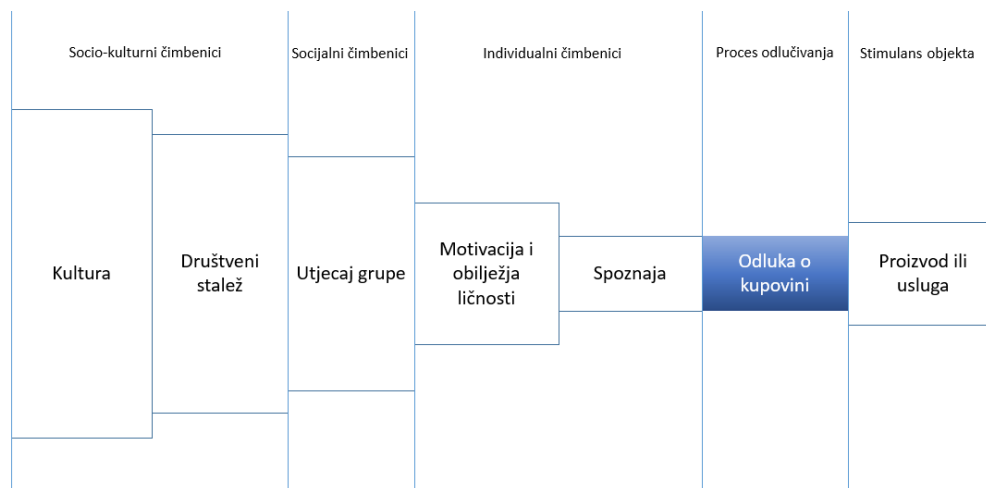 Socio-kulturni čimbenici
Socijalni čimbenici
Individualni čimbenici
Proces odlučivanja
Stimulans objekta
Kultura
Društveni
stalež
Utjecaj grupe
Motivacija i
obilježja
ličnosti
Spoznaja
Odluka o
kupovini
Proizvod ili
usluga